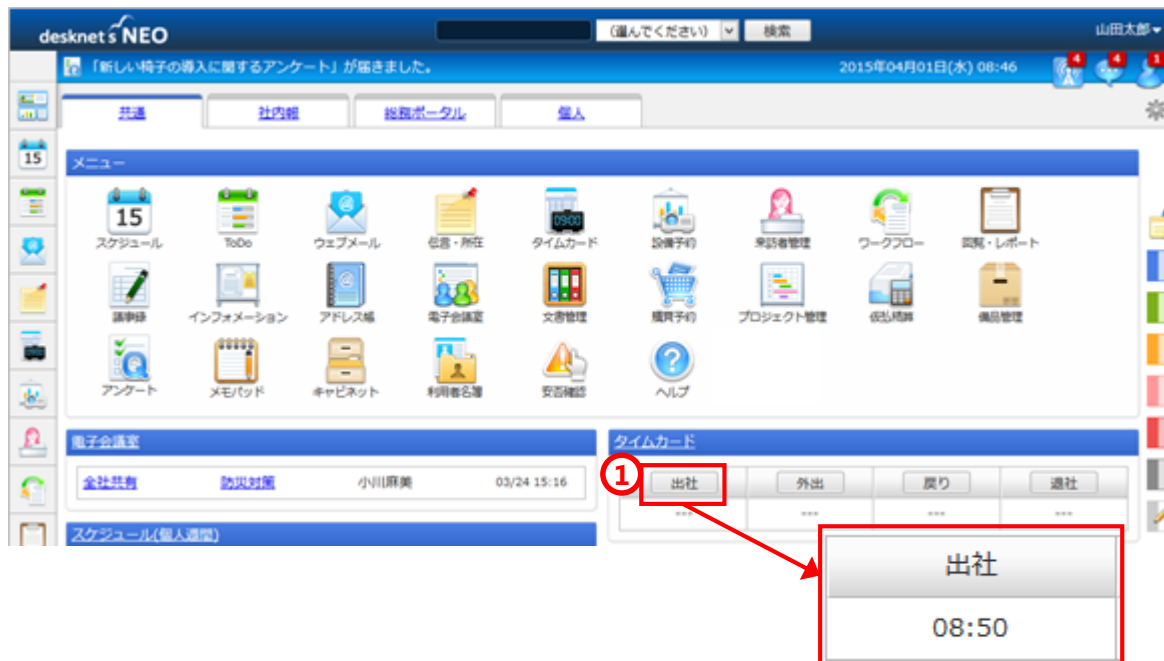 desknet's NEO
(選んでください) 検索 山田太郎
「新しい椅子の導入に関するアンケート」が届きました。 2015年04月01日(水) 08:46 4 4 1
共通 社内報 総務ポータル 個人
メニュー
15
15 09:00
スケジュール ToDo ウェブメール 伝言・所在 タイムカード 設備予約 来訪者管理 ワークフロー 回覧・レポート
議事録 インフォメーション アドレス帳 電子会議室 文書管理 購買予約 プロジェクト管理 仮払精算 備品管理
アンケート メモパッド キャビネット 利用者名簿 安否確認 ヘルプ
電子会議室 タイムカード
全社共有 防災対策 小川麻美 03/24 15:16 ① 出社 外出 戻り 退社
--- --- --- ---
スケジュール(個人週間)
出社
08:50